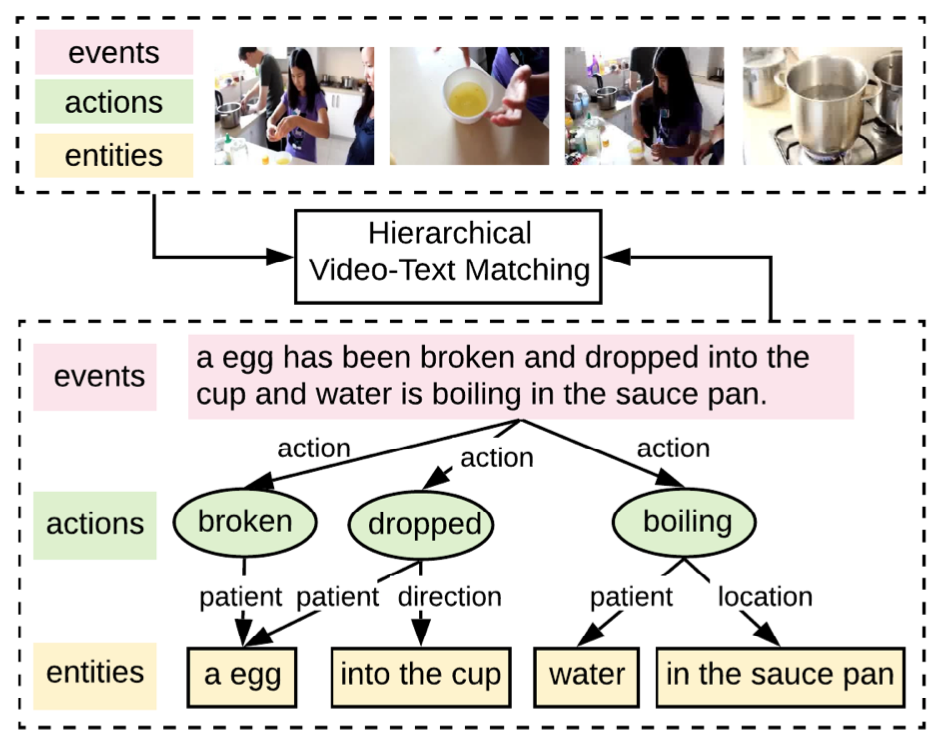 events
actions
entities
Hierarchical
Video-Text Matching
events
a egg has been broken and dropped into the
cup and water is boiling in the sauce pan.
action
action
action
actions
broken
dropped
boiling
patient
patient
direction
patient
location
entities
a egg
into the cup
water
in the sauce pan